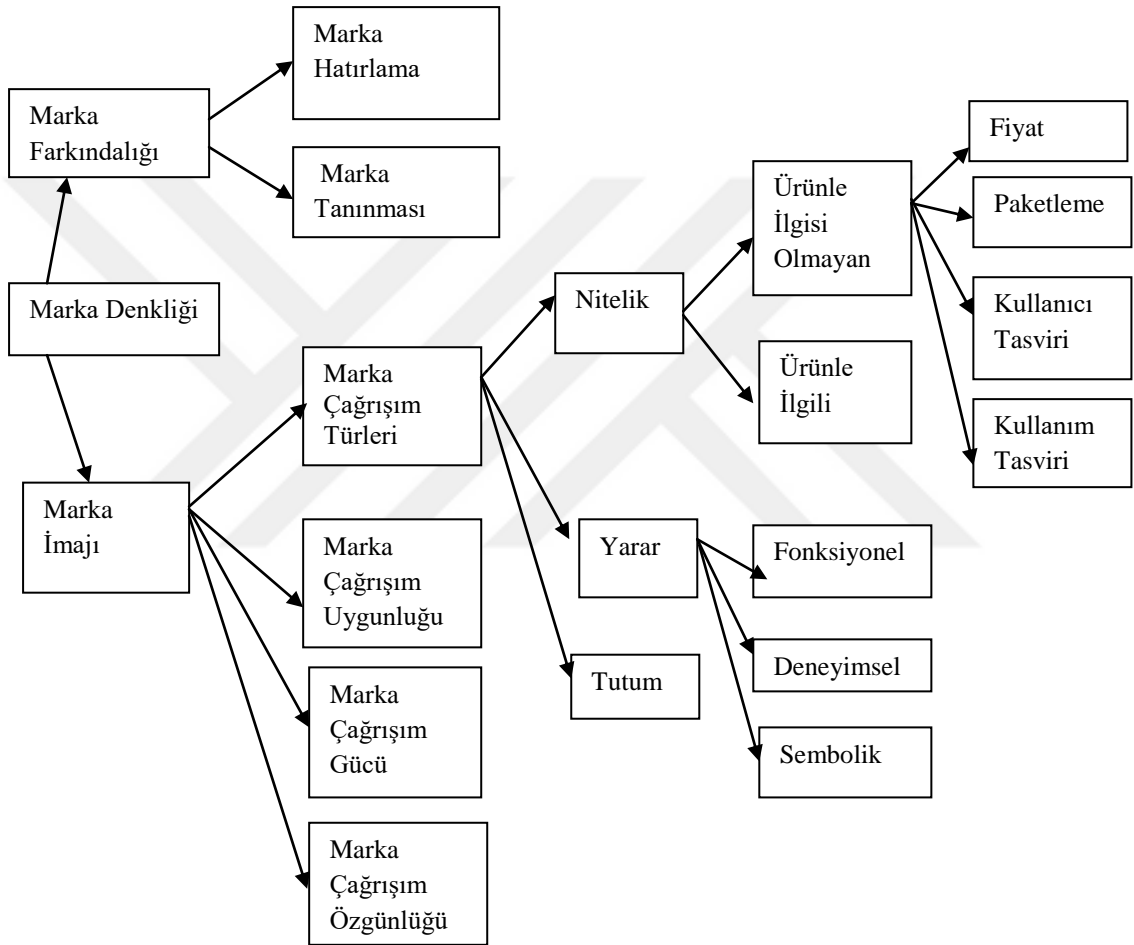 Marka
Hatırlama
Marka
Farkındalığı
Marka
Tanınması
Marka Denkliği
Marka
İmajı
Marka
Çağrışım
Türleri
Marka
Çağrışım
Uygunluğu
Marka
Çağrışım
Gücü
Marka
Çağrışım
Özgünlüğü
Nitelik
Yarar
Tutum
Ürünle
İlgisi
Olmayan
Ürünle
İlgili
Fonksiyonel
Deneyimsel
Sembolik
Fiyat
Paketleme
Kullanıcı
Tasviri
Kullanım
Tasviri